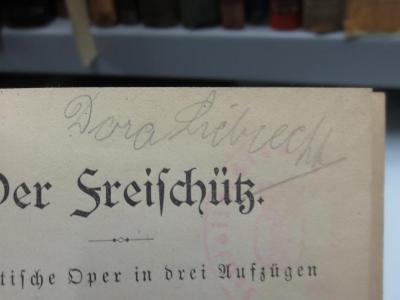 Dora Liebrecht
Der Freischütz.
tische Oper in drei Aufzügen